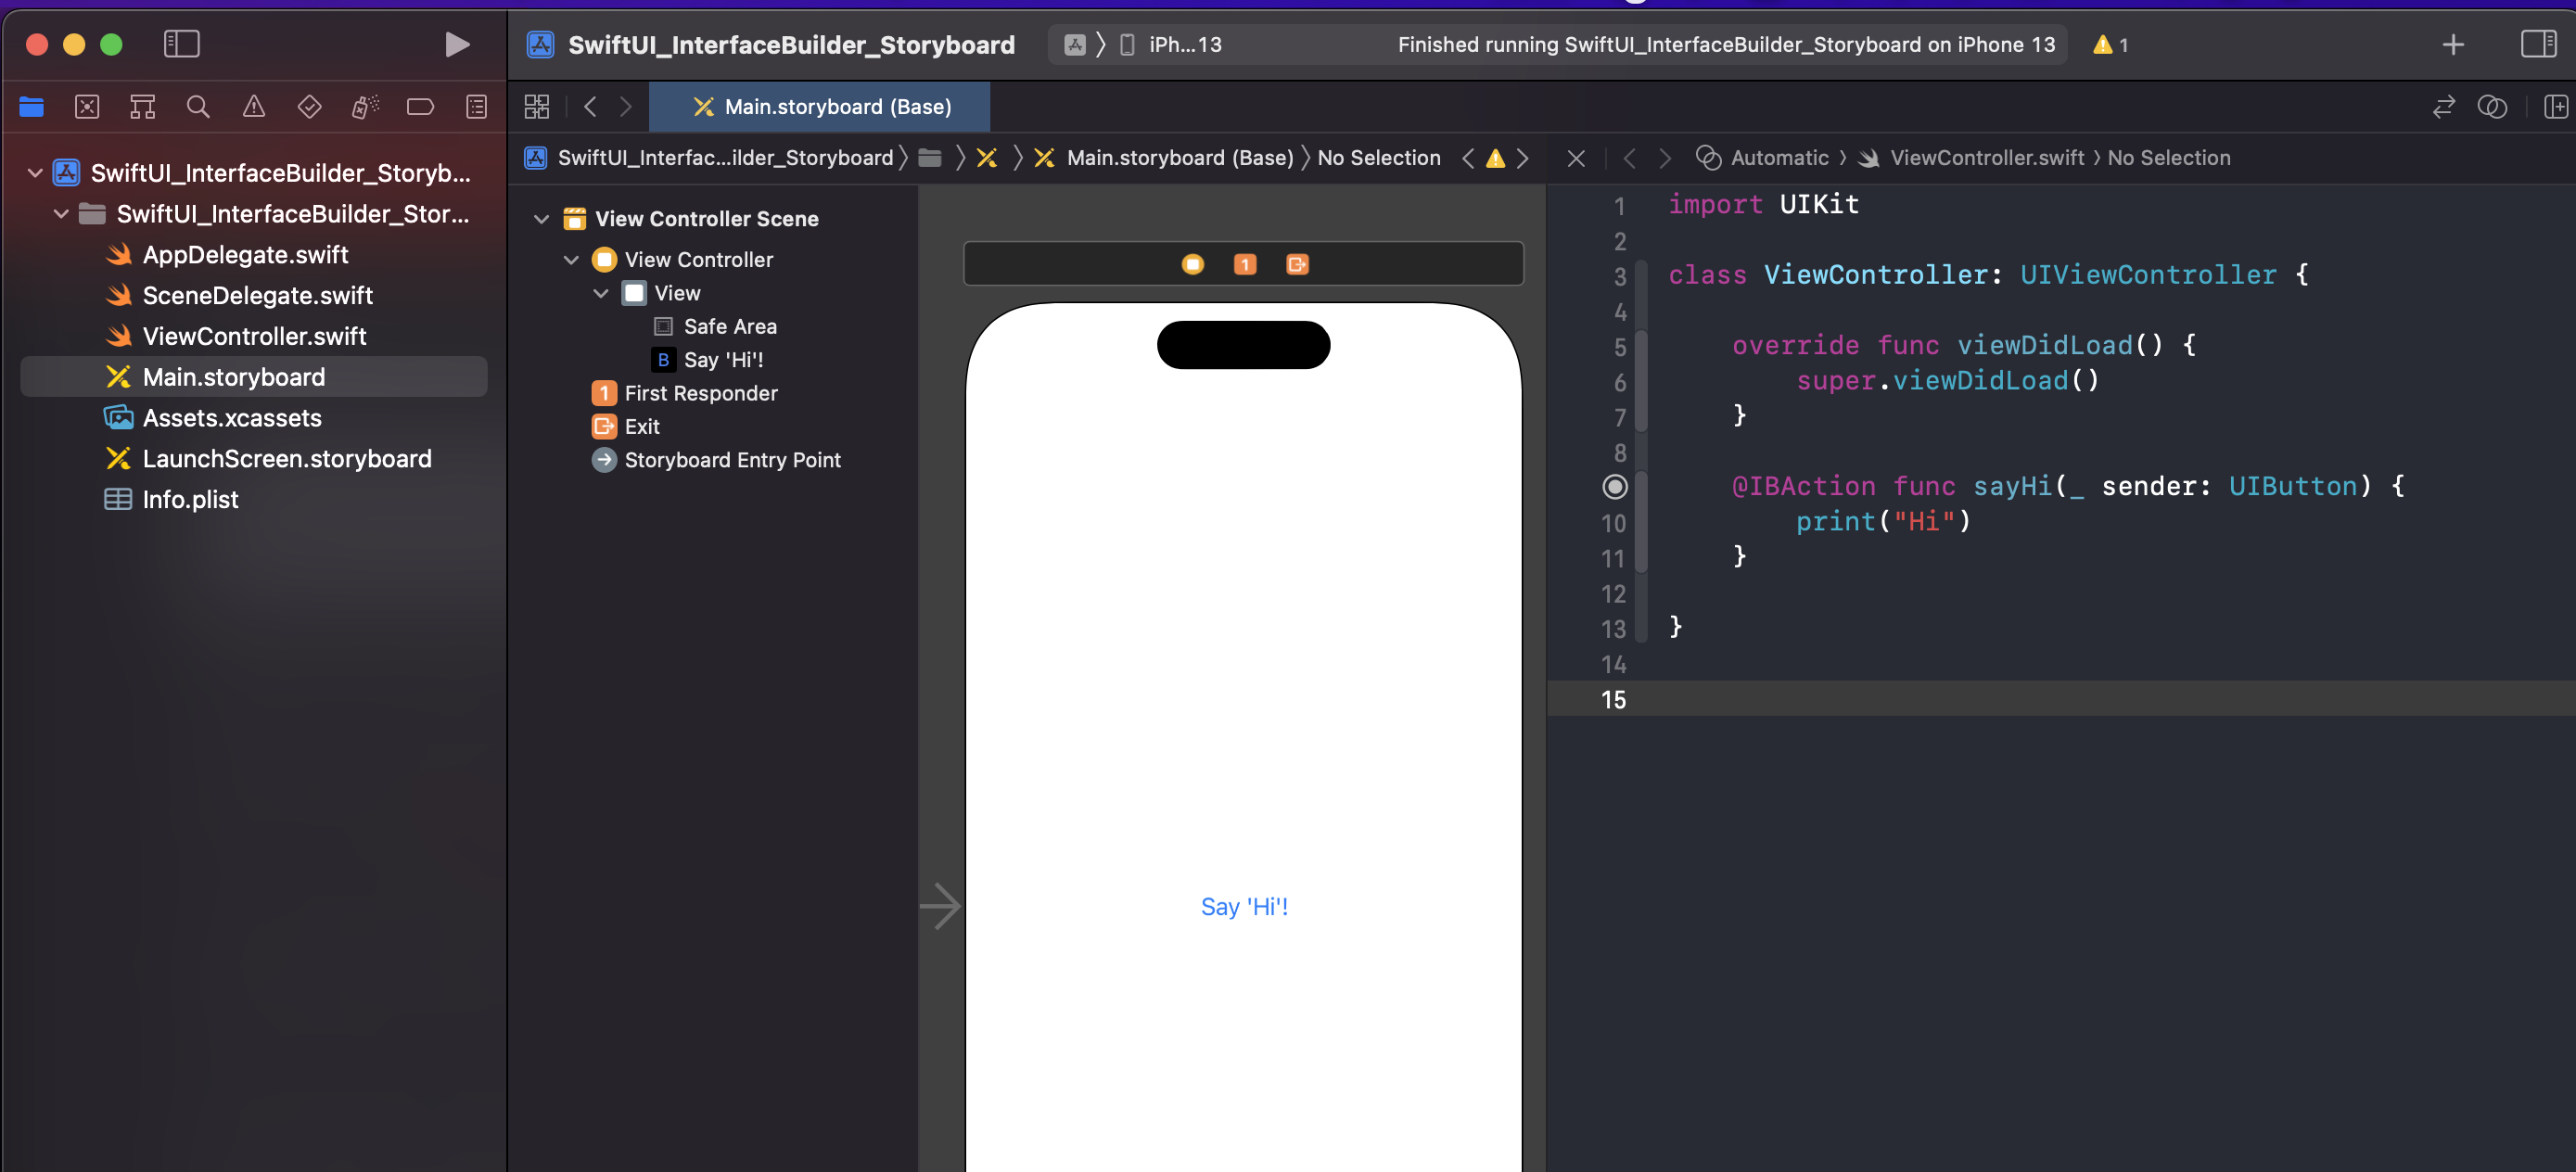 SwiftUI_InterfaceBuilder_Storyboard
iPh...13
Finished running SwiftUI_InterfaceBuilder_Storyboard on iPhone 13
1
Main.storyboard (Base)
SwiftUI_Interfac...ilder_Storyboard
Main.storyboard (Base)
No Selection
Automatic
ViewController.swift
No Selection
SwiftUI_InterfaceBuilder_Storyb...
SwiftUI_InterfaceBuilder_Stor...
AppDelegate.swift
SceneDelegate.swift
ViewController.swift
Main.storyboard
Assets.xcassets
LaunchScreen.storyboard
Info.plist
View Controller Scene
View Controller
View
Safe Area
B Say 'Hi'!
1 First Responder
Exit
Storyboard Entry Point
1
Say 'Hi'!
1 import UIKit
2
3 class ViewController: UIViewController {
4
5 override func viewDidLoad() {
6 super.viewDidLoad()
7 }
8
@IBAction func sayHi(_ sender: UIButton) {
10 print("Hi")
11 }
12
13 }
14
15